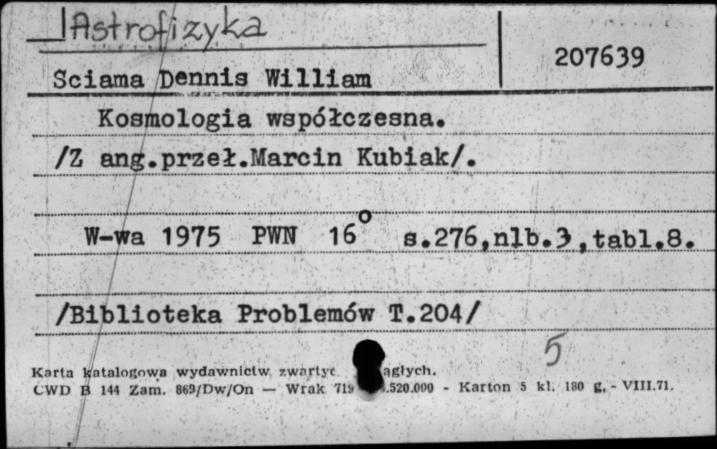 Astrofizyka
207639
Sciama Dennis William
Kosmologia współczesna.
/Z ang.przeł.Marcin Kubiak/.
W-wa 1975 PWN 16° s.276,nlb.3,tabl.8.
/Biblioteka Problemów T.204/
5
Karta katalogowa wydawnictw
CWD B 144 Zam. 869/Dw/On — Wrak .520.000 - Karton 5 kl. 180 g. - VIII.71.